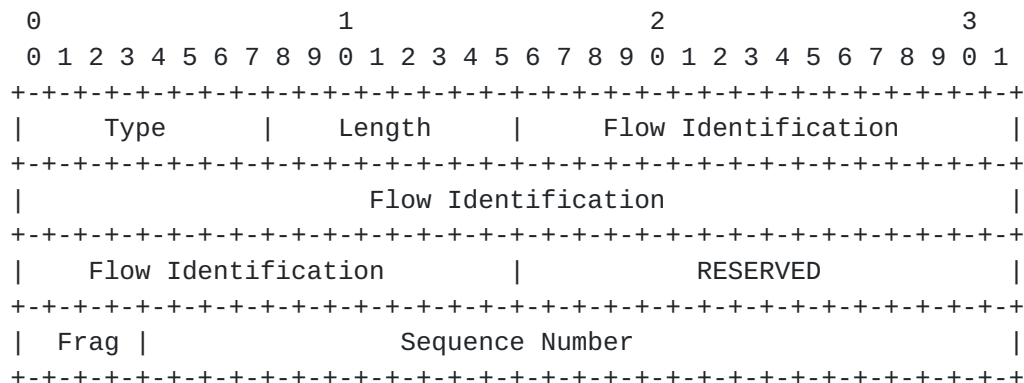 0                   1                   2                   3
 0 1 2 3 4 5 6 7 8 9 0 1 2 3 4 5 6 7 8 9 0 1 2 3 4 5 6 7 8 9 0 1
+-+-+-+-+-+-+-+-+-+-+-+-+-+-+-+-+-+-+-+-+-+-+-+-+-+-+-+-+-+-+-+-+
|     Type      |    Length     |     Flow Identification       |
+-+-+-+-+-+-+-+-+-+-+-+-+-+-+-+-+-+-+-+-+-+-+-+-+-+-+-+-+-+-+-+-+
|                      Flow Identification                      |
+-+-+-+-+-+-+-+-+-+-+-+-+-+-+-+-+-+-+-+-+-+-+-+-+-+-+-+-+-+-+-+-+
|    Flow Identification        |           RESERVED            |
+-+-+-+-+-+-+-+-+-+-+-+-+-+-+-+-+-+-+-+-+-+-+-+-+-+-+-+-+-+-+-+-+
|  Frag |                Sequence Number                        |
+-+-+-+-+-+-+-+-+-+-+-+-+-+-+-+-+-+-+-+-+-+-+-+-+-+-+-+-+-+-+-+-+